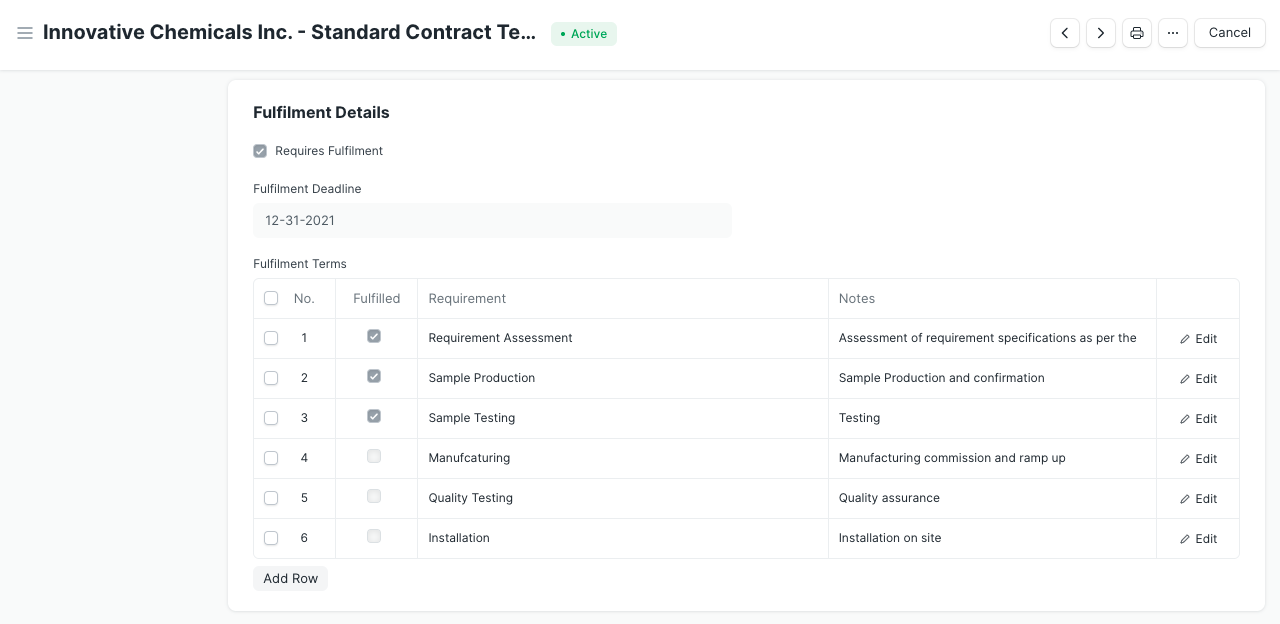 Innovative Chemicals Inc. - Standard Contract Te... Active Cancel
Fulfilment Details
Requires Fulfilment
Fulfilment Deadline
12-31-2021
Fulfilment Terms
No. Fulfilled Requirement Notes
1 Requirement Assessment Assessment of requirement specifications as per the Edit
2 Sample Production Sample Production and confirmation Edit
3 Sample Testing Testing Edit
4 Manufcaturing Manufacturing commission and ramp up Edit
5 Quality Testing Quality assurance Edit
6 Installation Installation on site Edit
Add Row